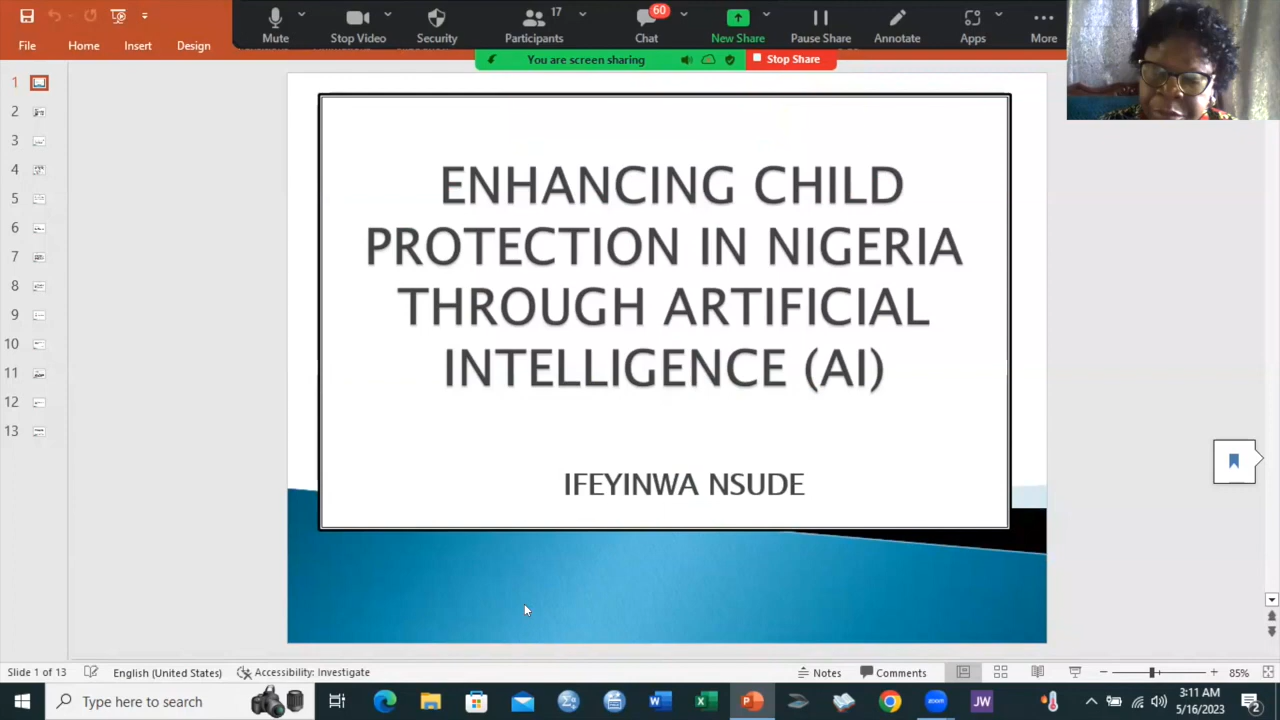 17
60
Mute
Stop Video
Security
Participants
Chat
New Share
Pause Share
Annotate
Apps
More
File
Home
Insert
Design
You are screen sharing
Stop Share
1
2
3
4
5
6
7
8
9
10
11
12
13
ENHANCING CHILD
PROTECTION IN NIGERIA
THROUGH ARTIFICIAL
INTELLIGENCE (AI)
IFEYINWA NSUDE
Slide 1 of 13
English (United States)
Accessibility: Investigate
Notes
Comments
85%
Type here to search
JW
zoom
3:11 AM
5/16/2023
2